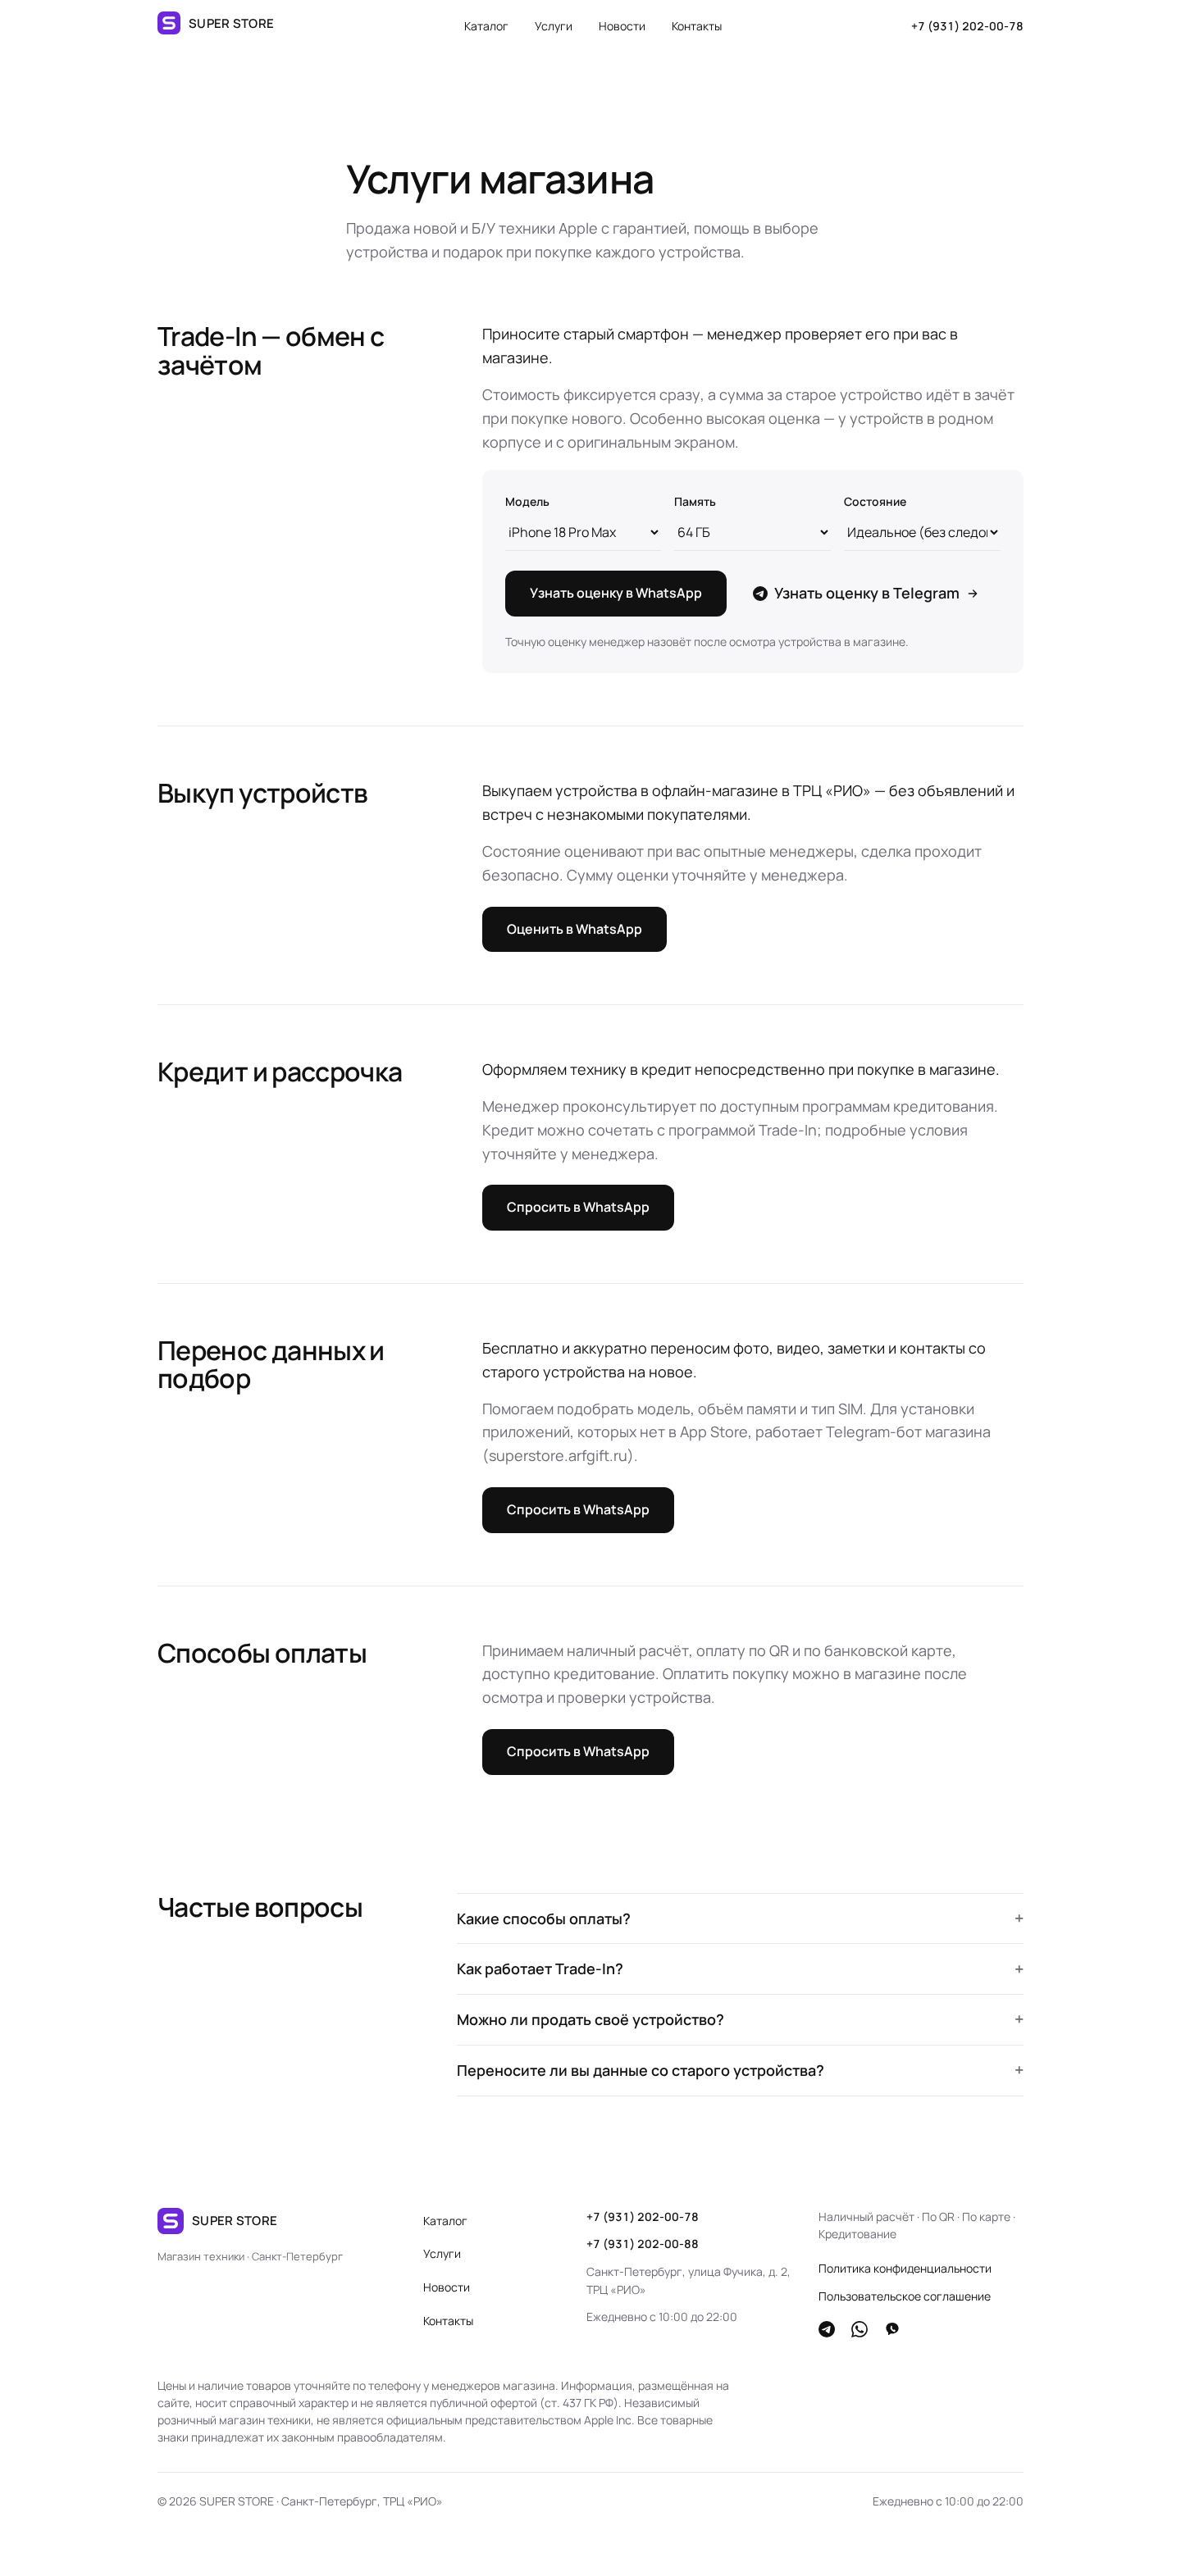 SUPER STORE
Каталог
Услуги
Новости
Контакты
+7 (931) 202-00-78
Услуги магазина
Продажа новой и Б/У техники Apple с гарантией, помощь в выборе
устройства и подарок при покупке каждого устройства.
Trade-In — обмен с
зачётом
Приносите старый смартфон — менеджер проверяет его при вас в
магазине.
Стоимость фиксируется сразу, а сумма за старое устройство идёт в зачёт
при покупке нового. Особенно высокая оценка — у устройств в родном
корпусе и с оригинальным экраном.
Модель
Память
Состояние
iPhone 18 Pro Max
64 ГБ
Идеальное (без следов
Узнать оценку в WhatsApp
Узнать оценку в Telegram →
Точную оценку менеджер назовёт после осмотра устройства в магазине.
Выкуп устройств
Выкупаем устройства в офлайн-магазине в ТРЦ «РИО» — без объявлений и
встреч с незнакомыми покупателями.
Состояние оценивают при вас опытные менеджеры, сделка проходит
безопасно. Сумму оценки уточняйте у менеджера.
Оценить в WhatsApp
Кредит и рассрочка
Оформляем технику в кредит непосредственно при покупке в магазине.
Менеджер проконсультирует по доступным программам кредитования.
Кредит можно сочетать с программой Trade-In; подробные условия
уточняйте у менеджера.
Спросить в WhatsApp
Перенос данных и
подбор
Бесплатно и аккуратно переносим фото, видео, заметки и контакты со
старого устройства на новое.
Помогаем подобрать модель, объём памяти и тип SIM. Для установки
приложений, которых нет в App Store, работает Telegram-бот магазина
(superstore.arfgift.ru).
Спросить в WhatsApp
Способы оплаты
Принимаем наличный расчёт, оплату по QR и по банковской карте,
доступно кредитование. Оплатить покупку можно в магазине после
осмотра и проверки устройства.
Спросить в WhatsApp
Частые вопросы
Какие способы оплаты? +
Как работает Trade-In? +
Можно ли продать своё устройство? +
Переносите ли вы данные со старого устройства? +
SUPER STORE
Магазин техники · Санкт-Петербург
Каталог
Услуги
Новости
Контакты
+7 (931) 202-00-78
+7 (931) 202-00-88
Санкт-Петербург, улица Фучика, д. 2,
ТРЦ «РИО»
Ежедневно с 10:00 до 22:00
Наличный расчёт · По QR · По карте ·
Кредитование
Политика конфиденциальности
Пользовательское соглашение
Цены и наличие товаров уточняйте по телефону у менеджеров магазина. Информация, размещённая на
сайте, носит справочный характер и не является публичной офертой (ст. 437 ГК РФ). Независимый
розничный магазин техники, не является официальным представительством Apple Inc. Все товарные
знаки принадлежат их законным правообладателям.
© 2026 SUPER STORE · Санкт-Петербург, ТРЦ «РИО»
Ежедневно с 10:00 до 22:00